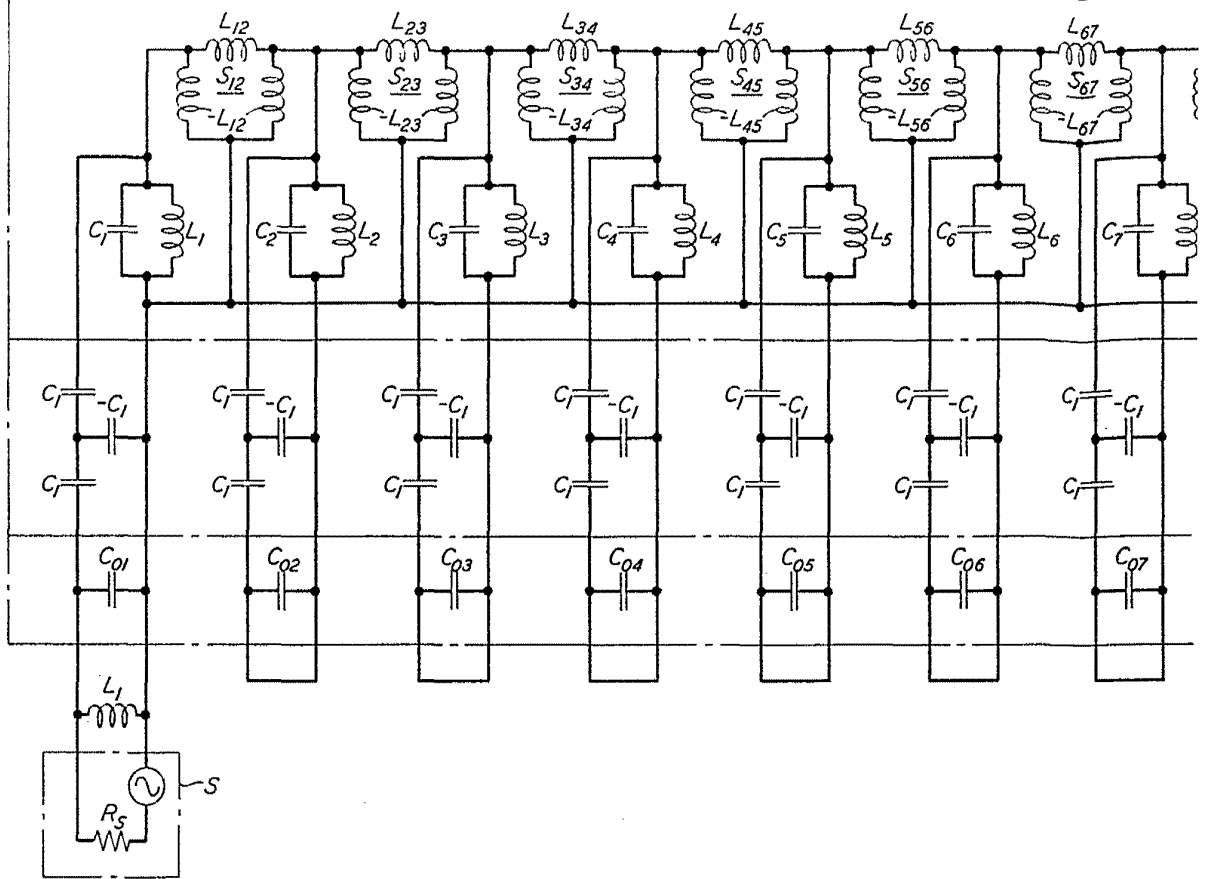 L12 L23 L34 L45 L56 L67
S12 S23 S34 S45 S56 S67
-L12 -L23 -L34 -L45 -L56 -L67
C1 L1 C2 L2 C3 L3 C4 L4 C5 L5 C6 L6 C7
C1 C1 C1 C1 C1 C1 C1
-C1 -C1 -C1 -C1 -C1 -C1 -C1
C1 C1 C1 C1 C1 C1 C1
C01 C02 C03 C04 C05 C06 C07
L1
S
RS